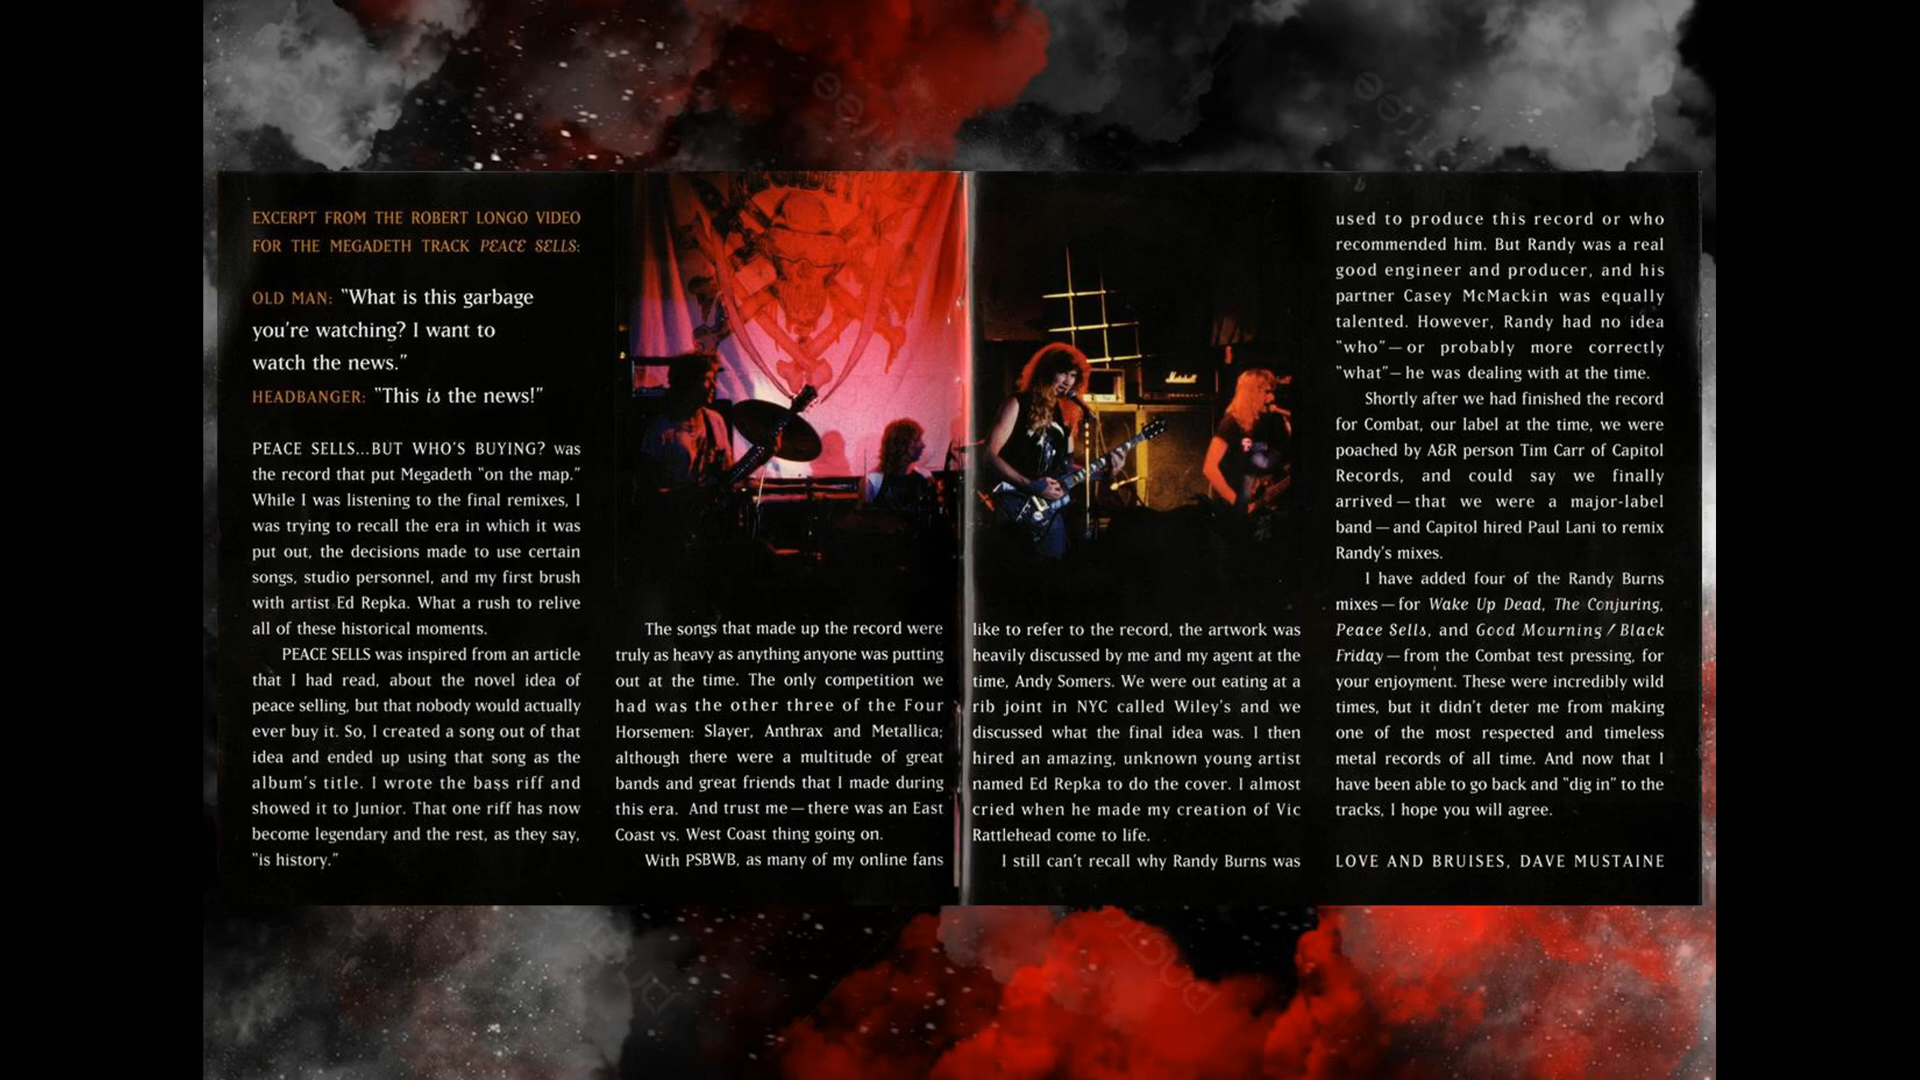 EXCERPT FROM THE ROBERT LONGO VIDEO
FOR THE MEGADETH TRACK PEACE SELLS:
OLD MAN: "What is this garbage
you're watching? I want to
watch the news."
HEADBANGER: "This is the news!"
PEACE SELLS...BUT WHO'S BUYING? was
the record that put Megadeth "on the map."
While I was listening to the final remixes, I
was trying to recall the era in which it was
put out, the decisions made to use certain
songs, studio personnel, and my first brush
with artist Ed Repka. What a rush to relive
all of these historical moments.
PEACE SELLS was inspired from an article
that I had read, about the novel idea of
peace selling, but that nobody would actually
ever buy it. So, I created a song out of that
idea and ended up using that song as the
album's title. I wrote the bass riff and
showed it to Junior. That one riff has now
become legendary and the rest, as they say,
"is history."
The songs that made up the record were
truly as heavy as anything anyone was putting
out at the time. The only competition we
had was the other three of the Four
Horsemen: Slayer, Anthrax and Metallica;
although there were a multitude of great
bands and great friends that I made during
this era. And trust me—there was an East
Coast vs. West Coast thing going on.
With PSBWB, as many of my online fans
like to refer to the record, the artwork was
heavily discussed by me and my agent at the
time, Andy Somers. We were out eating at a
rib joint in NYC called Wiley's and we
discussed what the final idea was. I then
hired an amazing, unknown young artist
named Ed Repka to do the cover. I almost
cried when he made my creation of Vic
Rattlehead come to life.
I still can't recall why Randy Burns was
used to produce this record or who
recommended him. But Randy was a real
good engineer and producer, and his
partner Casey McMackin was equally
talented. However, Randy had no idea
"who"—or probably more correctly
"what"—he was dealing with at the time.
Shortly after we had finished the record
for Combat, our label at the time, we were
poached by A&R person Tim Carr of Capitol
Records, and could say we finally
arrived—that we were a major-label
band—and Capitol hired Paul Lani to remix
Randy's mixes.
I have added four of the Randy Burns
mixes—for Wake Up Dead, The Conjuring,
Peace Sells, and Good Mourning/Black
Friday—from the Combat test pressing, for
your enjoyment. These were incredibly wild
times, but it didn't deter me from making
one of the most respected and timeless
metal records of all time. And now that I
have been able to go back and "dig in" to the
tracks, I hope you will agree.
LOVE AND BRUISES, DAVE MUSTAINE
Marshall